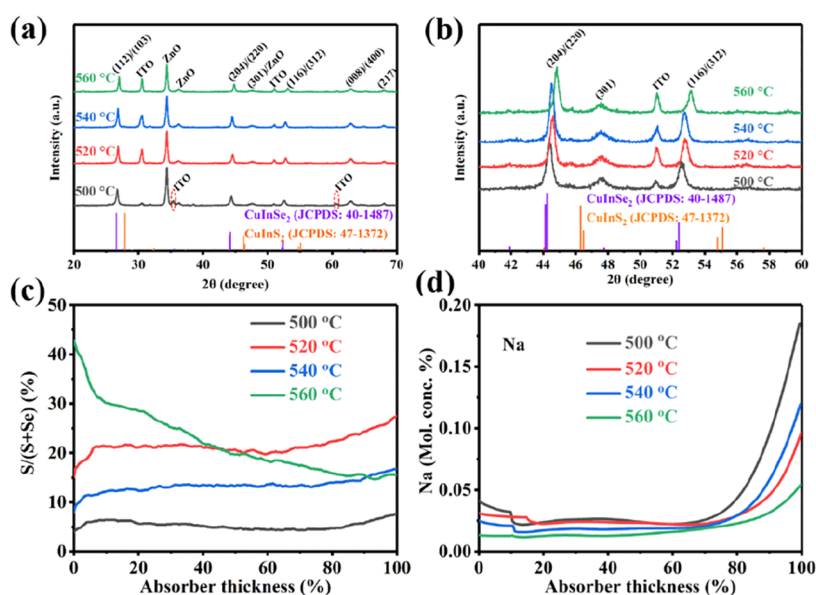 (a)
(112)/(103)
ITO
ZnO
ZnO
(204)/(220)
(301)/ZnO
ITO
(116)/(312)
(008)/(400)
(217)
560 °C
540 °C
520 °C
500 °C
ITO
ITO
CuInSe2 (JCPDS: 40-1487)
CuInS2 (JCPDS: 47-1372)
Intensity (a.u.)
20 30 40 50 60 70
2θ (degree)
(b)
(204)/(220)
(301)
ITO
(116)/(312)
560 °C
540 °C
520 °C
500 °C
CuInSe2 (JCPDS: 40-1487)
CuInS2 (JCPDS: 47-1372)
Intensity (a.u.)
40 42 44 46 48 50 52 54 56 58 60
2θ (degree)
(c)
50
40
30
20
10
0
S/(S+Se) (%)
500 °C
520 °C
540 °C
560 °C
0 20 40 60 80 100
Absorber thickness (%)
(d)
0.20
0.15
0.10
0.05
0.00
Na (Mol. conc. %)
Na
500 °C
520 °C
540 °C
560 °C
0 20 40 60 80 100
Absorber thickness (%)